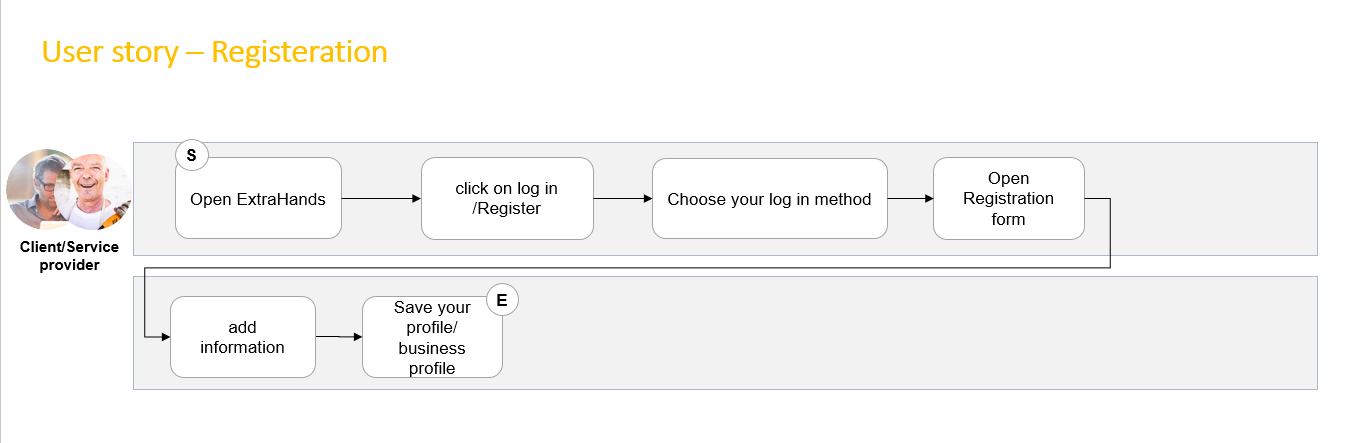 User story – Registeration
S
Open ExtraHands
click on log in
/Register
Choose your log in method
Open
Registration
form
Client/Service
provider
add
information
Save your
profile/
business
profile
E